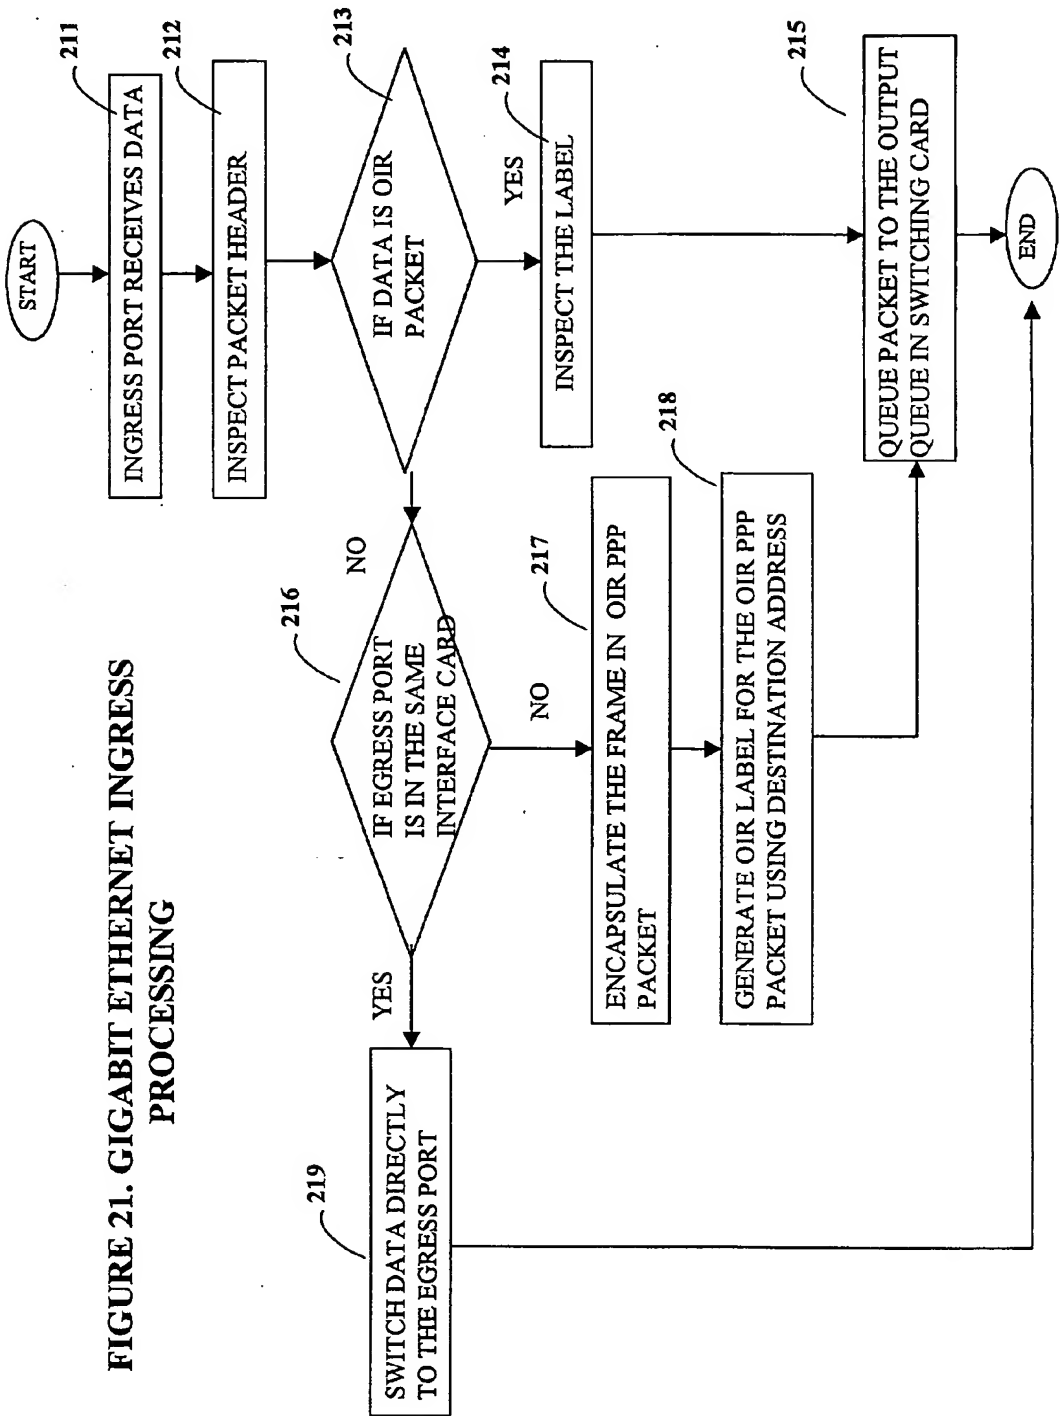 FIGURE 21. GIGABIT ETHERNET INGRESS
PROCESSING
START
211
INGRESS PORT RECEIVES DATA
212
INSPECT PACKET HEADER
213
IF DATA IS OIR
PACKET
YES
214
INSPECT THE LABEL
215
QUEUE PACKET TO THE OUTPUT
QUEUE IN SWITCHING CARD
END
NO
216
IF EGRESS PORT
IS IN THE SAME
INTERFACE CARD
NO
217
ENCAPSULATE THE FRAME IN OIR PPP
PACKET
218
GENERATE OIR LABEL FOR THE OIR PPP
PACKET USING DESTINATION ADDRESS
YES
219
SWITCH DATA DIRECTLY
TO THE EGRESS PORT